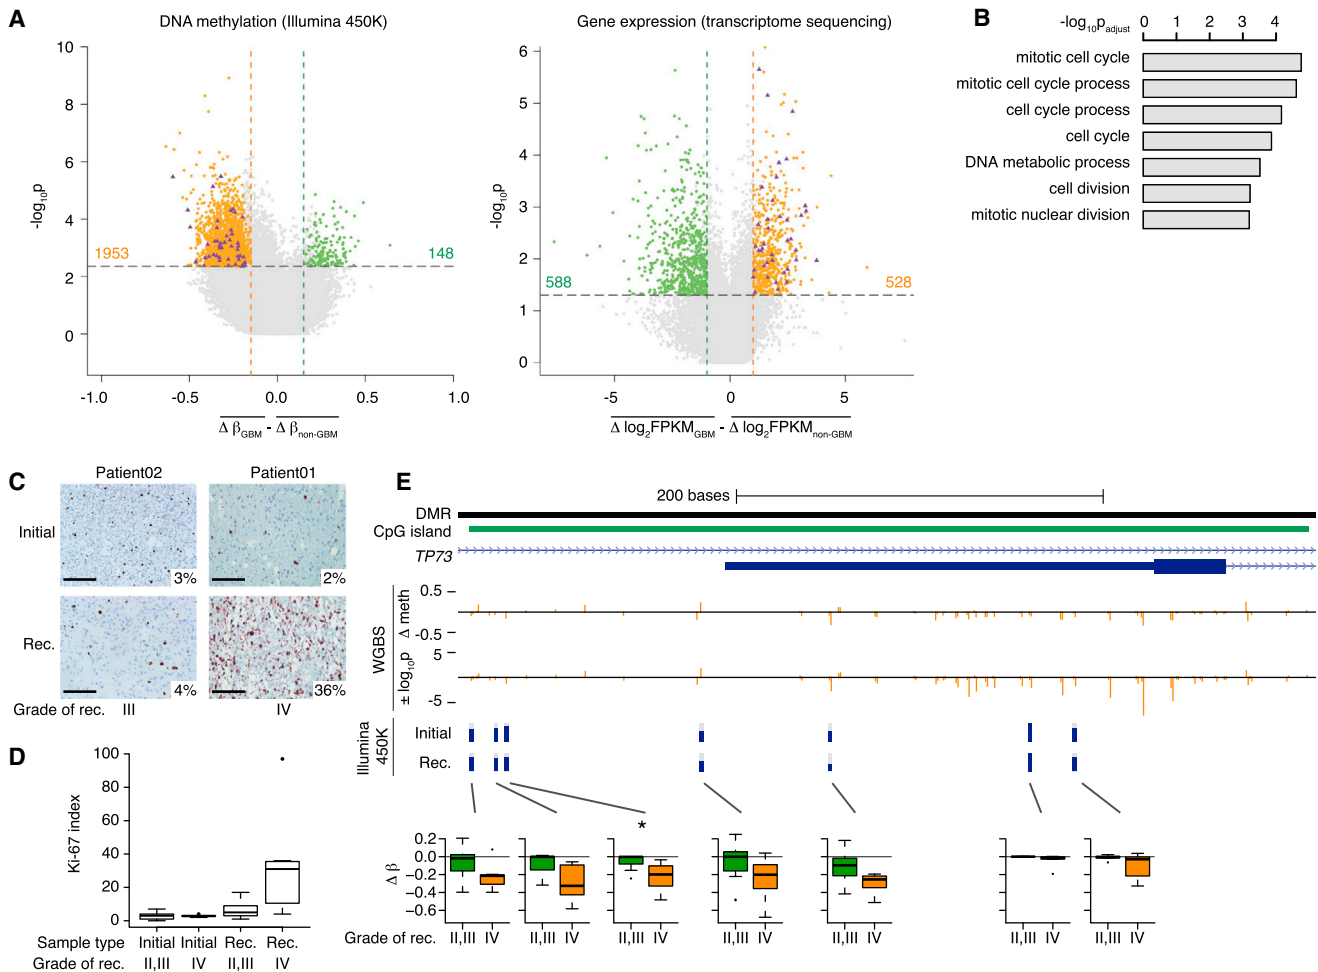 A
DNA methylation (Illumina 450K)
10
8
6
4
2
0
-log10p
1953
148
-1.0
-0.5
0.0
0.5
1.0
Δ βGBM - Δ βnon-GBM
Gene expression (transcriptome sequencing)
6
5
4
3
2
1
0
-log10p
588
528
-5
0
5
Δ log2FPKMGBM - Δ log2FPKMnon-GBM
B
-log10padjust
0 1 2 3 4
mitotic cell cycle
mitotic cell cycle process
cell cycle process
cell cycle
DNA metabolic process
cell division
mitotic nuclear division
C
Patient02 Patient01
Initial
3%
2%
Rec.
4%
36%
Grade of rec. III IV
D
Ki-67 index
100
80
60
40
20
0
Sample type Initial Initial Rec. Rec.
Grade of rec. II,III IV II,III IV
E
200 bases
DMR
CpG island
TP73
WGBS
Δ meth
0.5
-0.5
± log10p
5
-5
Illumina 450K
Initial
Rec.
*
Δ β
0.2
0.0
−0.2
−0.4
−0.6
Grade of rec. II,III IV II,III IV II,III IV II,III IV II,III IV II,III IV II,III IV